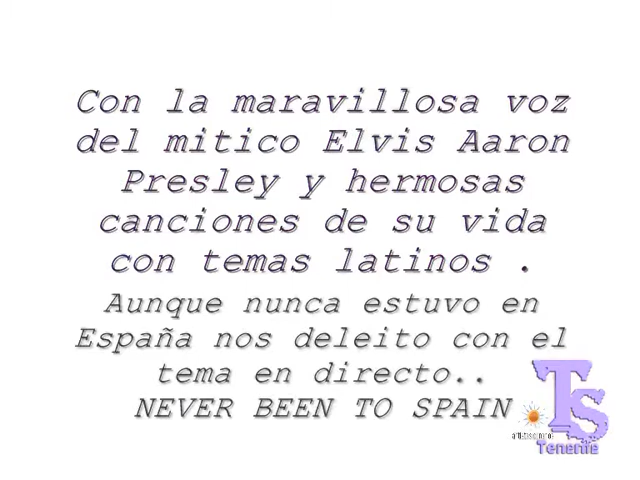 Con la maravillosa voz
del mitico Elvis Aaron
Presley y hermosas
canciones de su vida
con temas latinos .
Aunque nunca estuvo en
España nos deleito con el
tema en directo..
NEVER BEEN TO SPAIN
TS
Tenerife